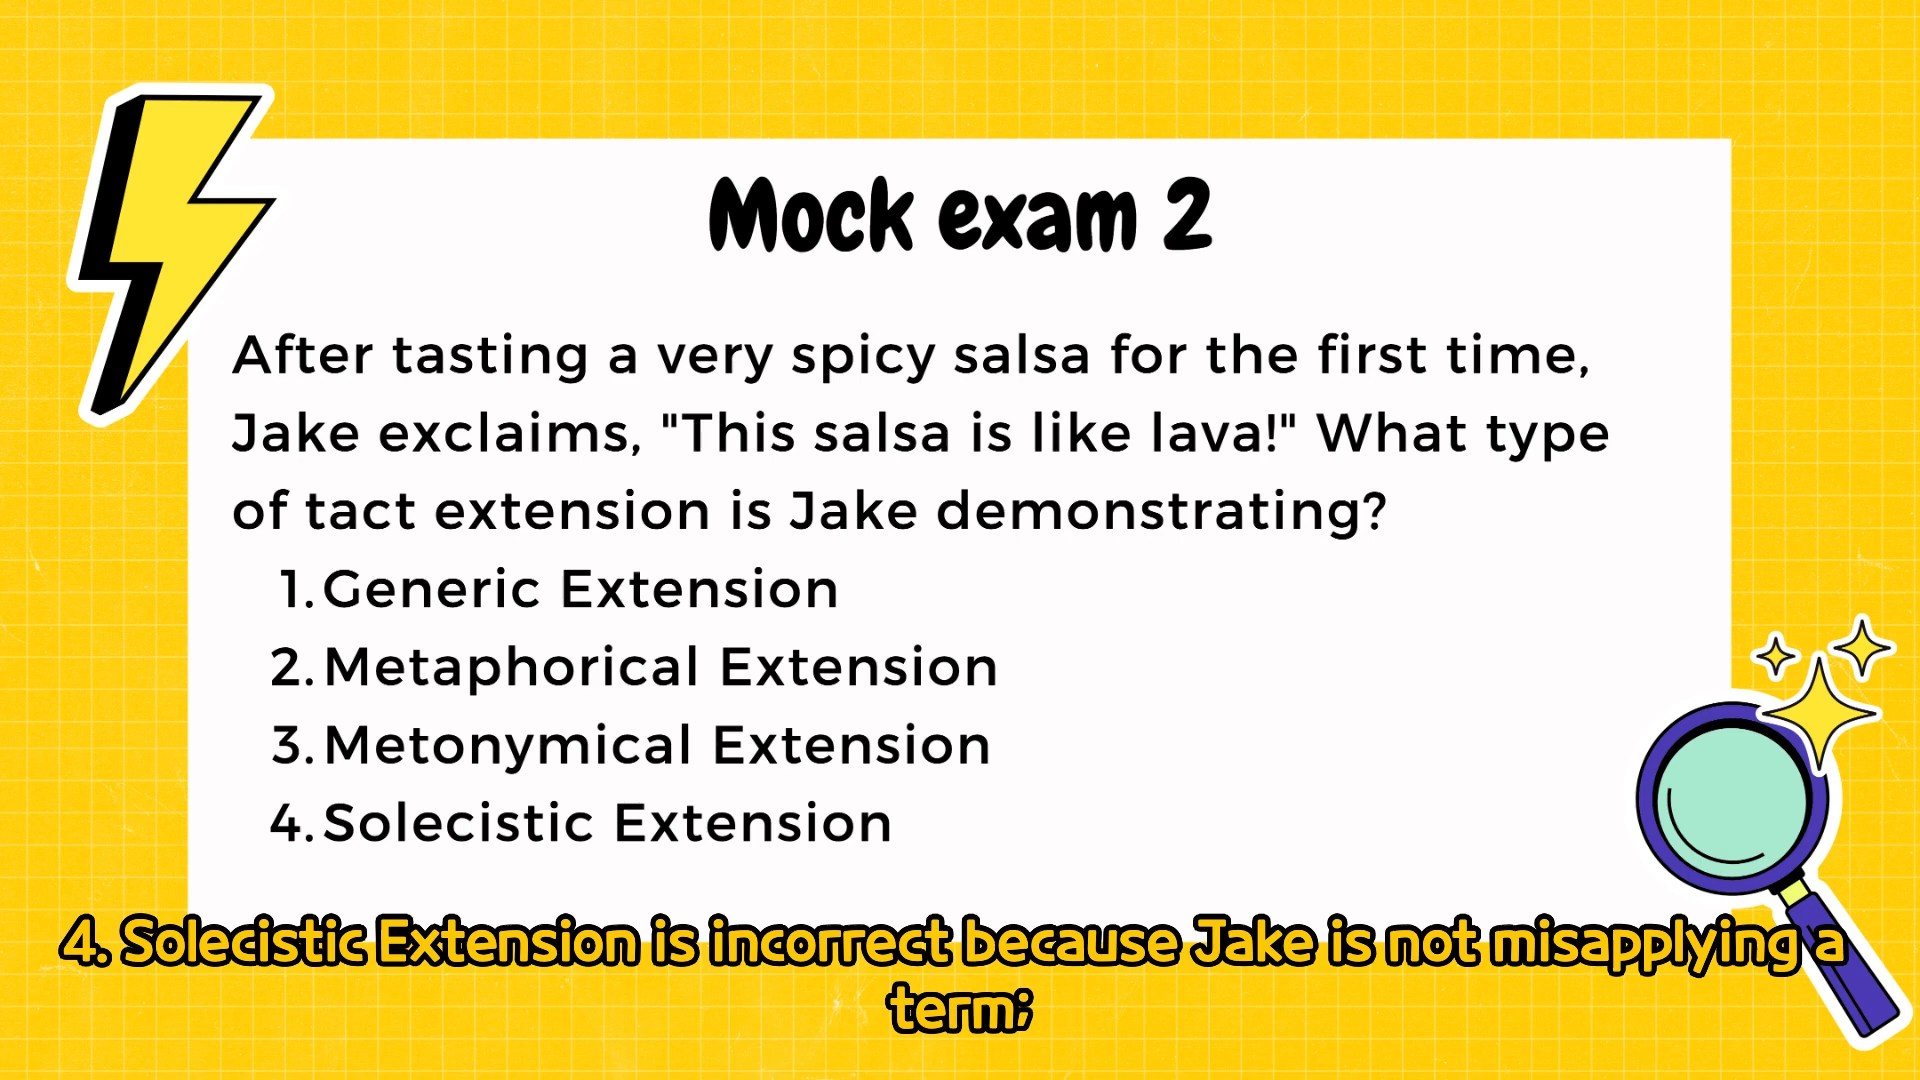 Mock exam 2
After tasting a very spicy salsa for the first time,
Jake exclaims, "This salsa is like lava!" What type
of tact extension is Jake demonstrating?
1. Generic Extension
2. Metaphorical Extension
3. Metonymical Extension
4. Solecistic Extension
4. Solecistic Extension is incorrect because Jake is not misapplying a
term;